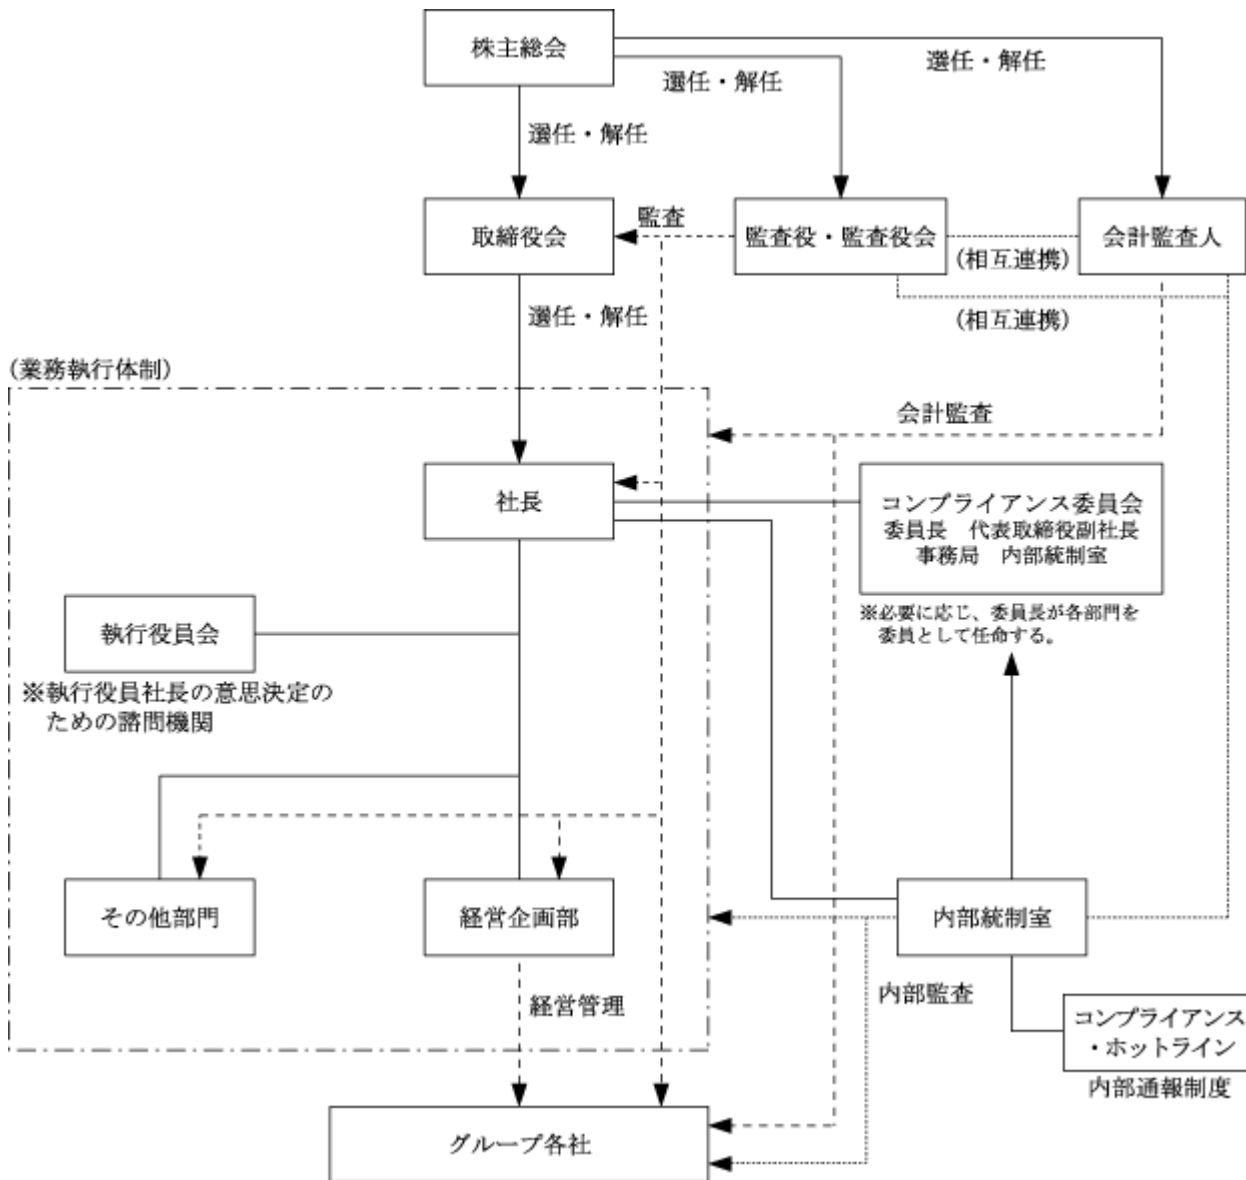 株主総会
選任・解任
選任・解任
選任・解任
取締役会
監査
監査役・監査役会
(相互連携)
会計監査人
選任・解任
(相互連携)
(業務執行体制)
会計監査
社長
コンプライアンス委員会
委員長　代表取締役副社長
事務局　内部統制室
※必要に応じ、委員長が各部門を
委員として任命する。
執行役員会
※執行役員社長の意思決定の
ための諮問機関
その他部門
経営企画部
内部統制室
内部監査
経営管理
コンプライアンス
・ホットライン
内部通報制度
グループ各社